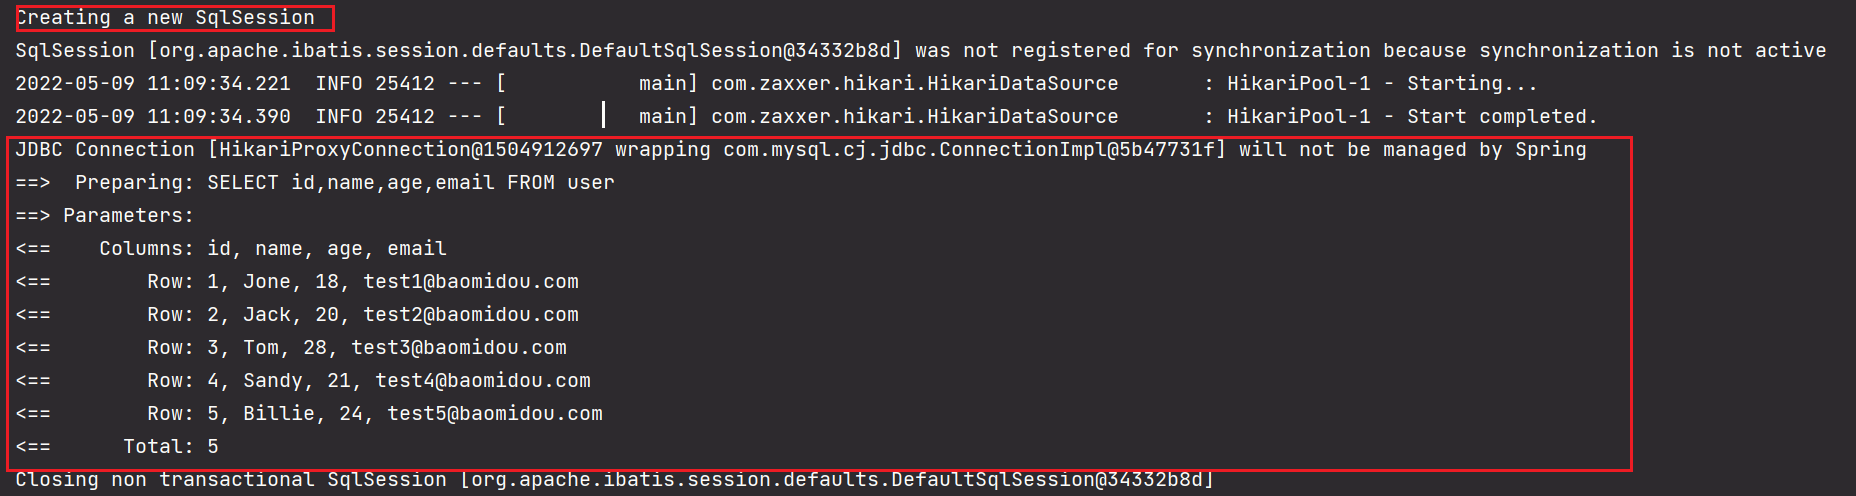 Creating a new SqlSession
SqlSession [org.apache.ibatis.session.defaults.DefaultSqlSession@34332b8d] was not registered for synchronization because synchronization is not active
2022-05-09 11:09:34.221  INFO 25412 --- [           main] com.zaxxer.hikari.HikariDataSource       : HikariPool-1 - Starting...
2022-05-09 11:09:34.390  INFO 25412 --- [           main] com.zaxxer.hikari.HikariDataSource       : HikariPool-1 - Start completed.
JDBC Connection [HikariProxyConnection@1504912697 wrapping com.mysql.cj.jdbc.ConnectionImpl@5b47731f] will not be managed by Spring
==>  Preparing: SELECT id,name,age,email FROM user
==> Parameters:
<==    Columns: id, name, age, email
<==        Row: 1, Jone, 18, test1@baomidou.com
<==        Row: 2, Jack, 20, test2@baomidou.com
<==        Row: 3, Tom, 28, test3@baomidou.com
<==        Row: 4, Sandy, 21, test4@baomidou.com
<==        Row: 5, Billie, 24, test5@baomidou.com
<==      Total: 5
Closing non transactional SqlSession [org.apache.ibatis.session.defaults.DefaultSqlSession@34332b8d]